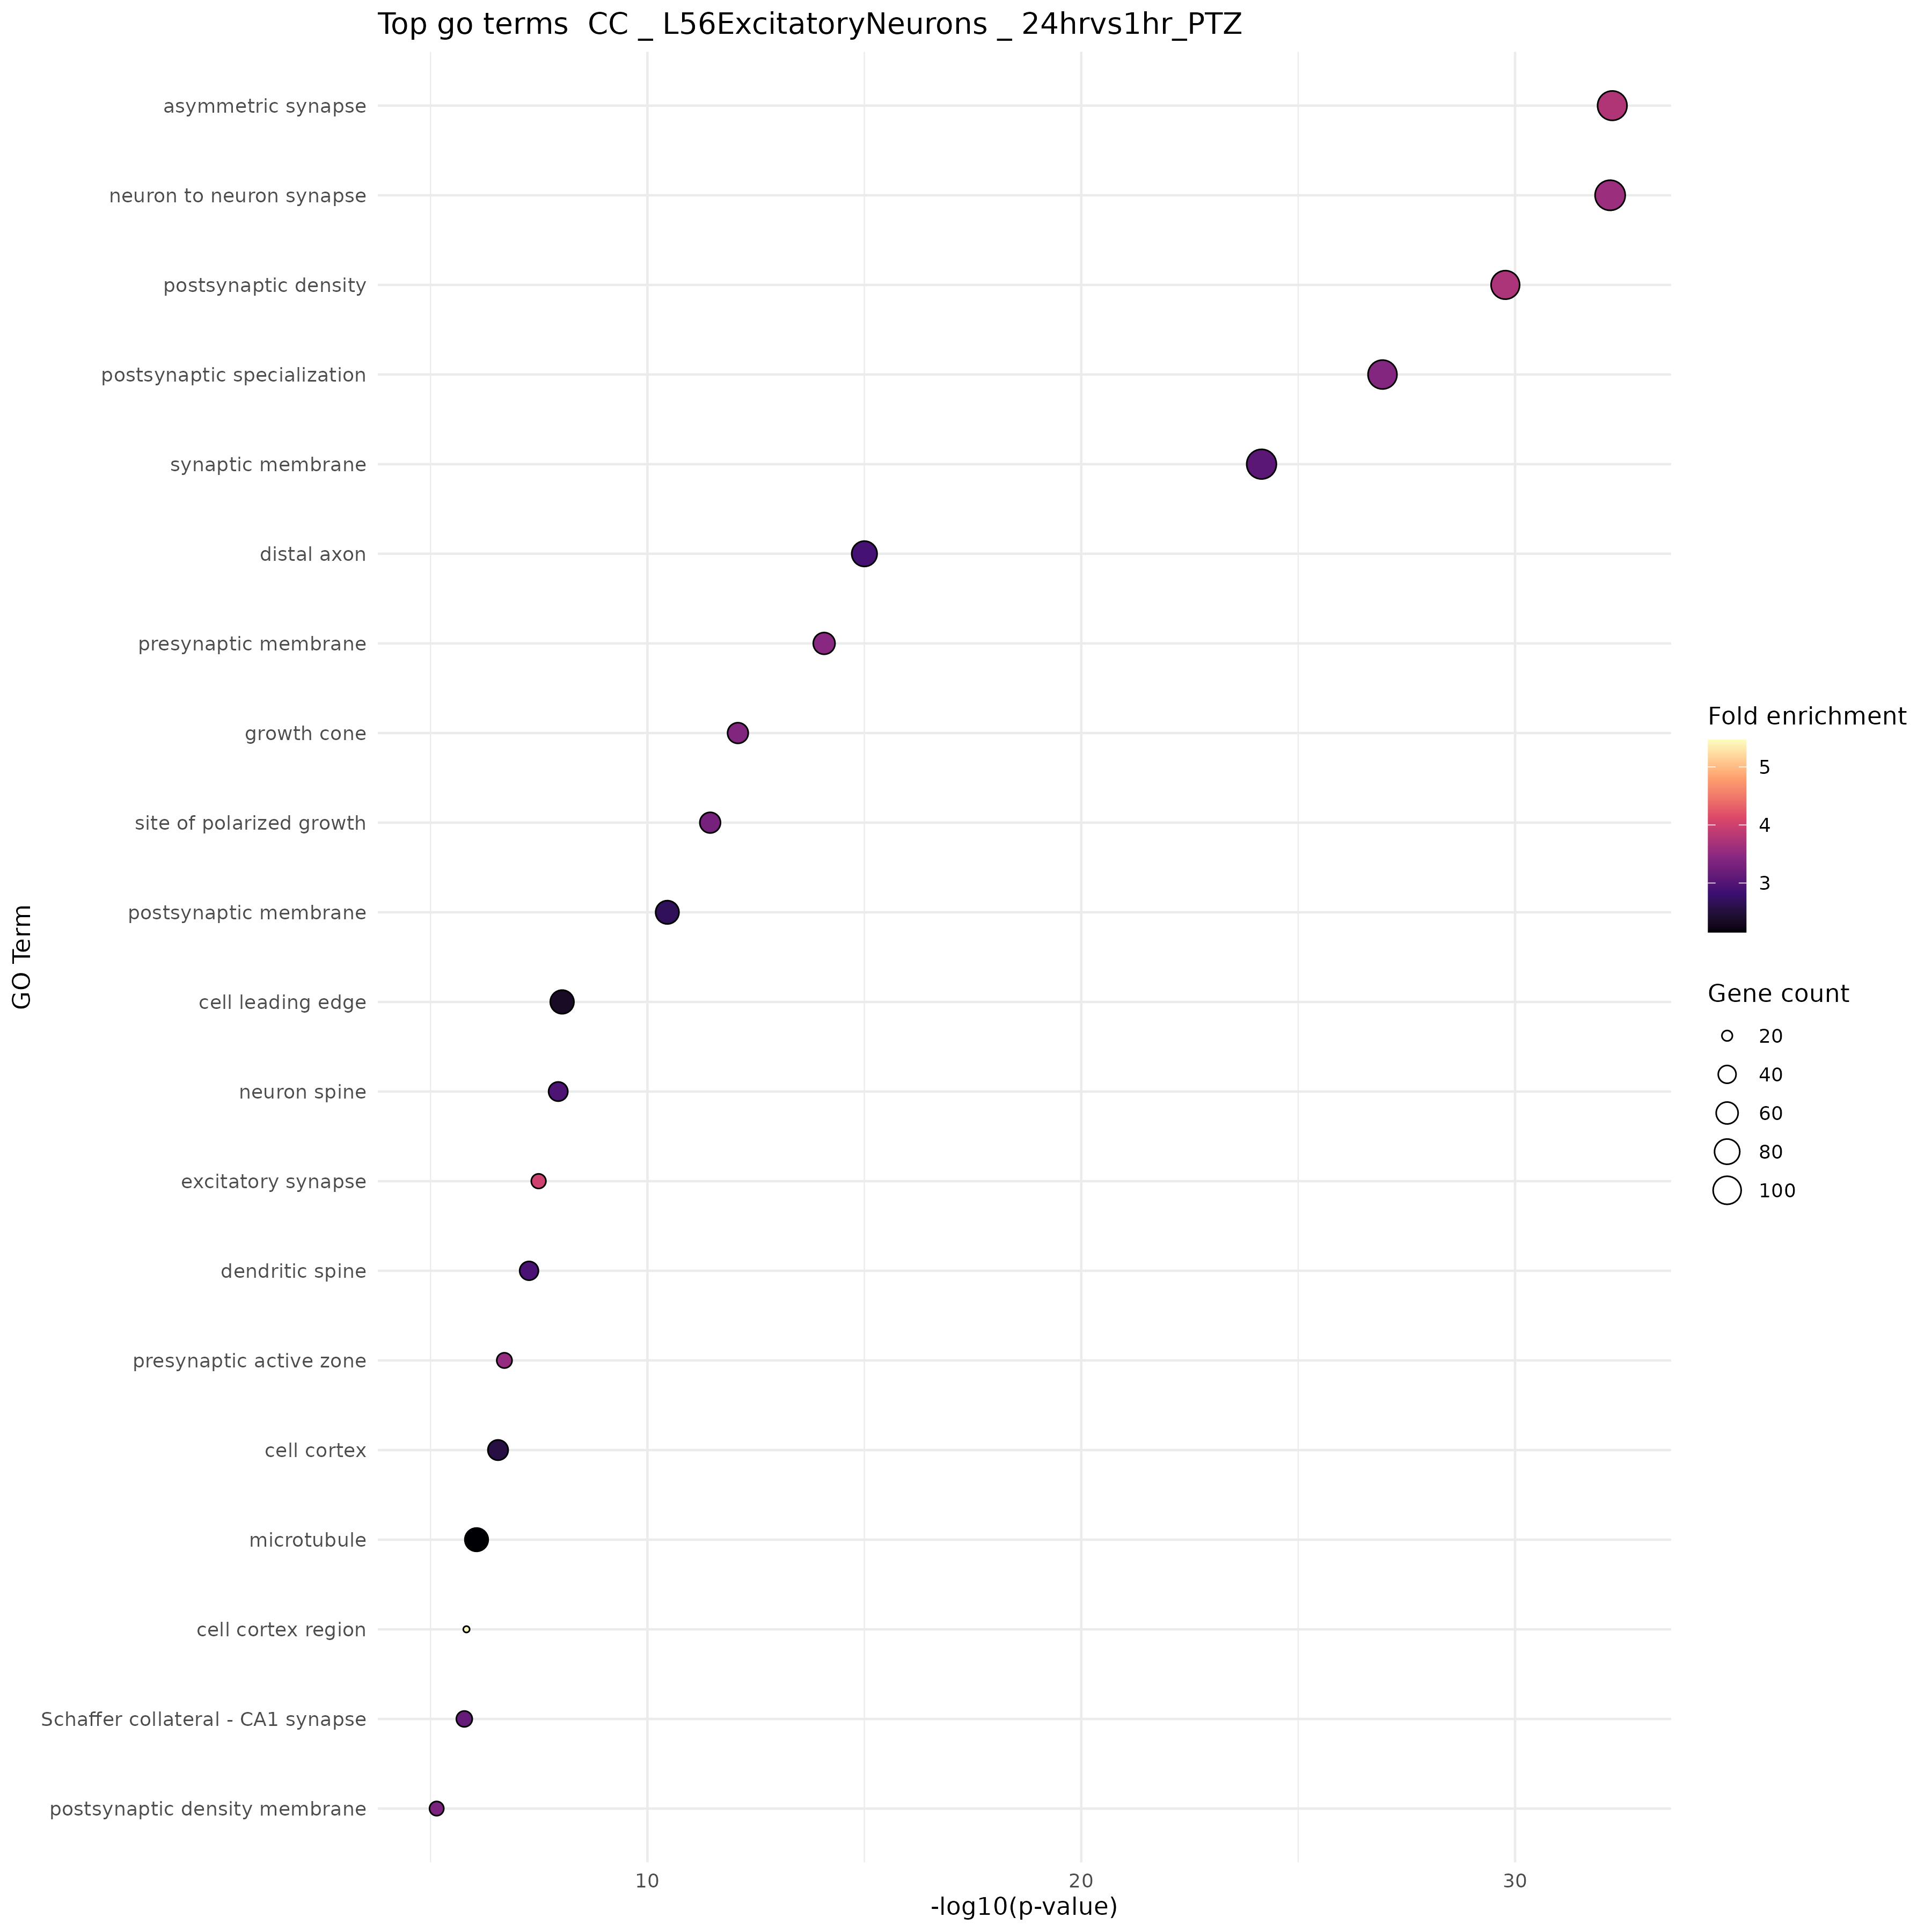 Top go terms  CC _ L56ExcitatoryNeurons _ 24hrvs1hr_PTZ
asymmetric synapse
neuron to neuron synapse
postsynaptic density
postsynaptic specialization
synaptic membrane
distal axon
presynaptic membrane
growth cone
site of polarized growth
postsynaptic membrane
cell leading edge
neuron spine
excitatory synapse
dendritic spine
presynaptic active zone
cell cortex
microtubule
cell cortex region
Schaffer collateral - CA1 synapse
postsynaptic density membrane
GO Term
10
20
30
-log10(p-value)
Fold enrichment
5
4
3
Gene count
20
40
60
80
100